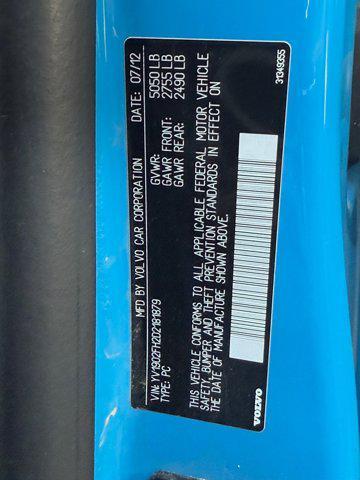 MFD BY VOLVO CAR CORPORATION DATE: 07/12
GVWR: 5050 LB
GAWR FRONT: 2755 LB
GAWR REAR: 2490 LB
VIN: YV1902FH2D2181879
TYPE: PC
THIS VEHICLE CONFORMS TO ALL APPLICABLE FEDERAL MOTOR VEHICLE
SAFETY, BUMPER AND THEFT PREVENTION STANDARDS IN EFFECT ON
THE DATE OF MANUFACTURE SHOWN ABOVE.
VOLVO
31349355